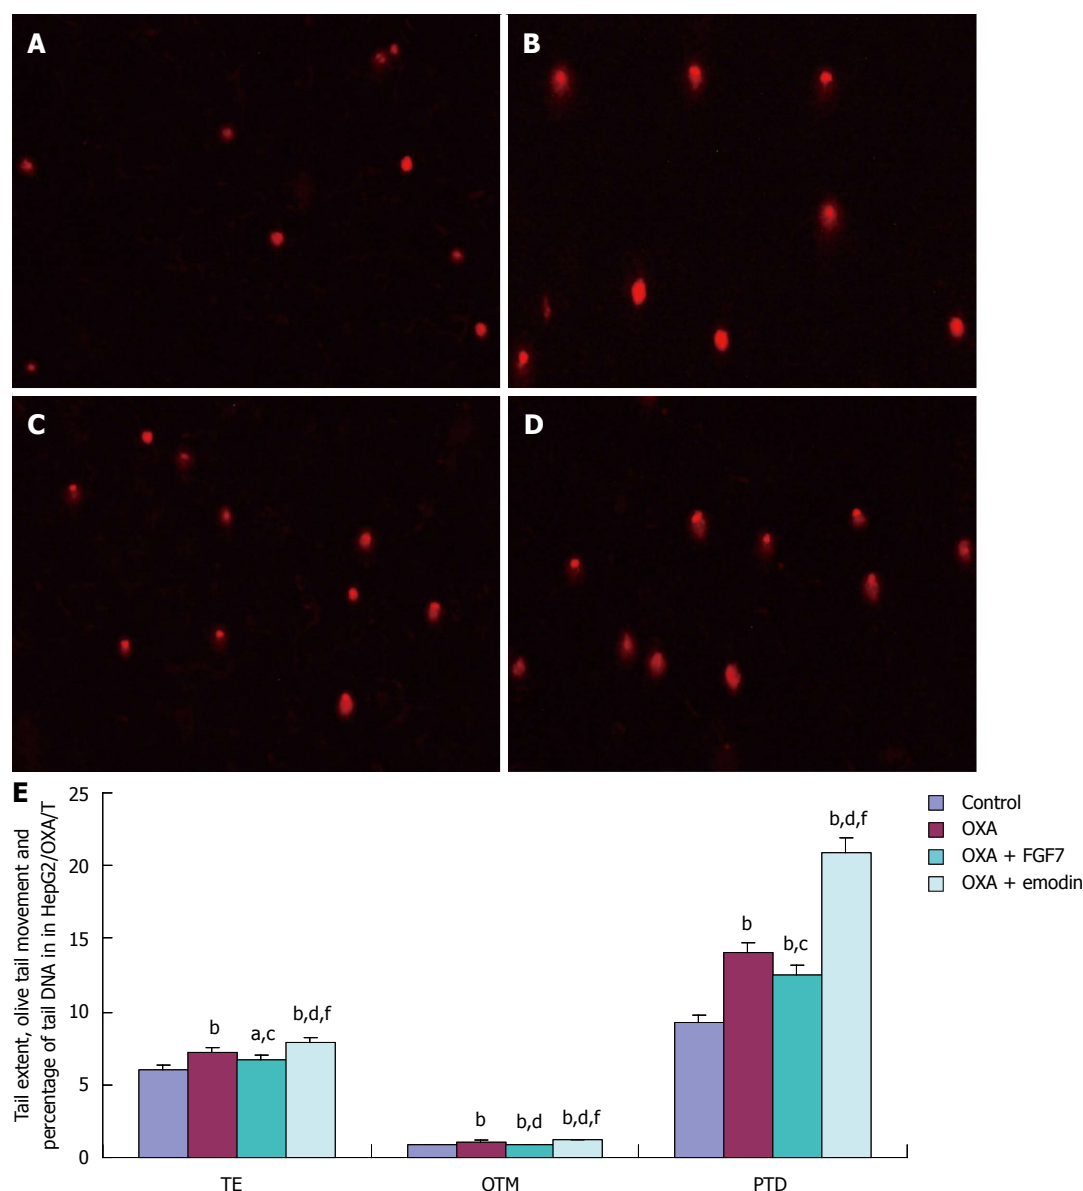 A
B
C
D
E
Tail extent, olive tail movement and
percentage of tail DNA in in HepG2/OXA/T
25
20
15
10
5
0
b
a,c
b,d,f
b
b,d
b,d,f
b
b,c
b,d,f
TE
OTM
PTD
Control
OXA
OXA + FGF7
OXA + emodin